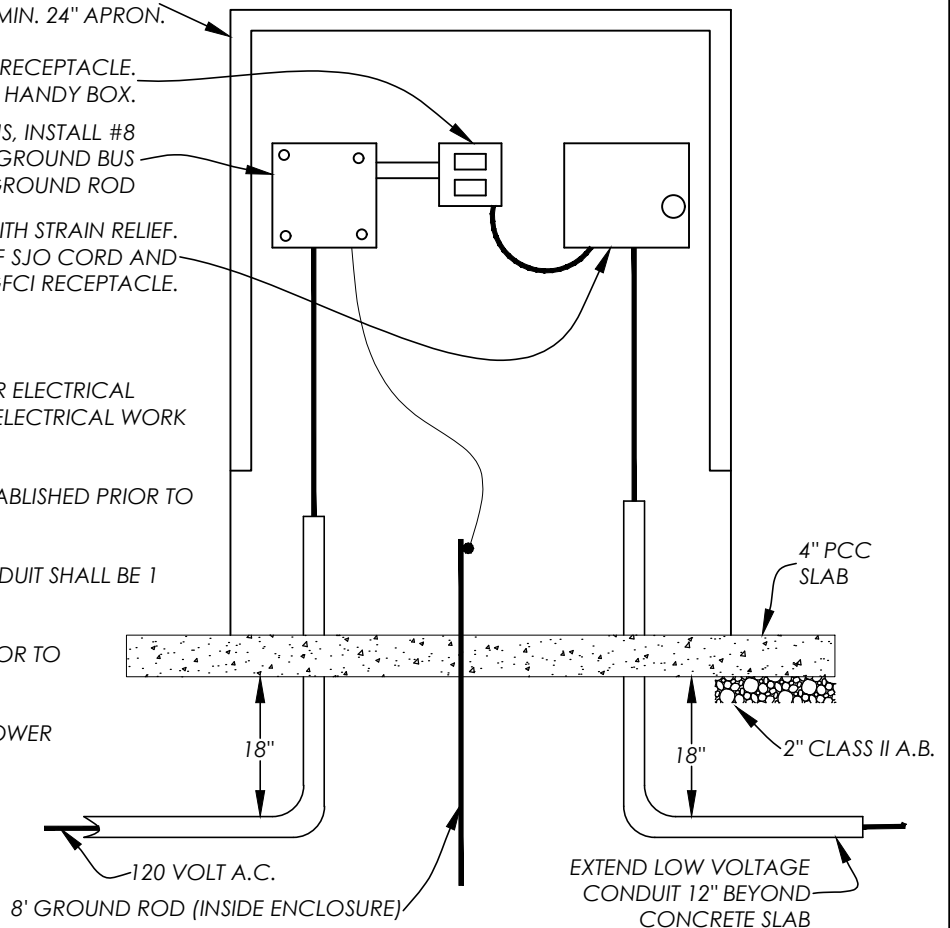 MIN. 24" APRON.
RECEPTACLE.
HANDY BOX.
S, INSTALL #8
GROUND BUS
GROUND ROD
ITH STRAIN RELIEF.
F SJO CORD AND
GFCI RECEPTACLE.
R ELECTRICAL
ELECTRICAL WORK
ABLISHED PRIOR TO
DUIT SHALL BE 1
OR TO
OWER
4" PCC
SLAB
18"
18"
2" CLASS II A.B.
120 VOLT A.C.
8' GROUND ROD (INSIDE ENCLOSURE)
EXTEND LOW VOLTAGE
CONDUIT 12" BEYOND
CONCRETE SLAB